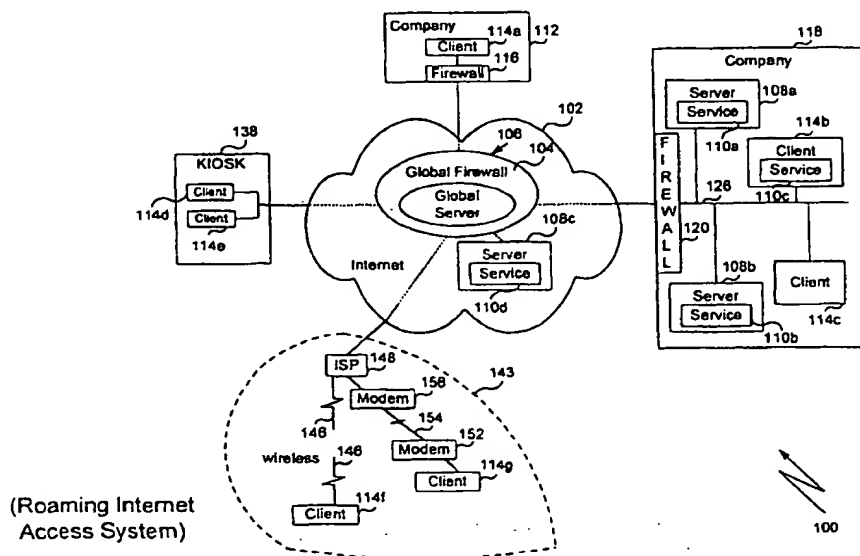 Company
Client
114a
112
Firewall
116
118
Company
Server
Service
108a
110a
114b
Client
Service
110c
FIREWALL
126
120
108b
Server
Service
110b
Client
114c
138
KIOSK
Client
114d
Client
114e
102
106
104
Global Firewall
Global
Server
Internet
108c
Server
Service
110d
ISP
148
143
Modem
156
146
154
wireless
146
Modem
152
Client
114g
114f
Client
(Roaming Internet
Access System)
100